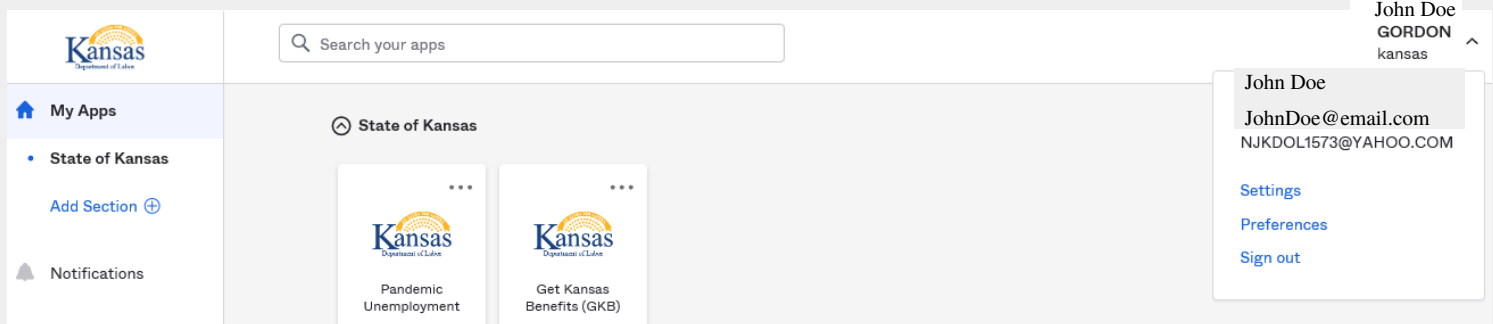 Kansas
Department of Labor
Search your apps
John Doe
GORDON
kansas
My Apps
State of Kansas
Add Section
Notifications
State of Kansas
Kansas
Department of Labor
Pandemic
Unemployment
Kansas
Department of Labor
Get Kansas
Benefits (GKB)
John Doe
JohnDoe@email.com
NJKDOL1573@YAHOO.COM
Settings
Preferences
Sign out